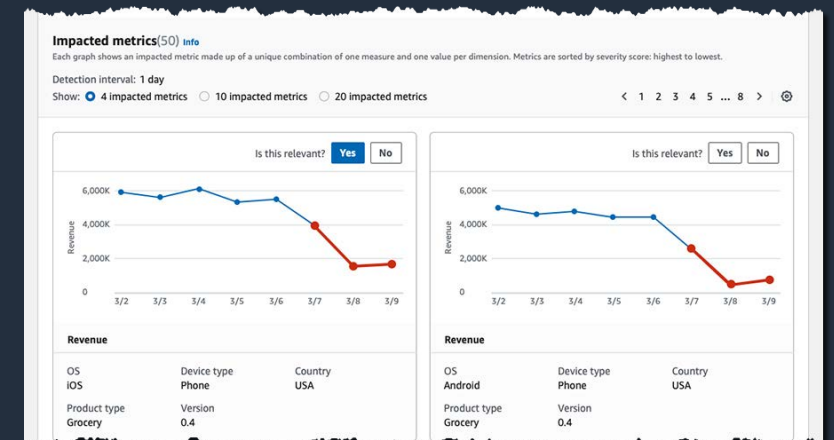 Impacted metrics(50) Info
Each graph shows an impacted metric made up of a unique combination of one measure and one value per dimension. Metrics are sorted by severity score: highest to lowest.
Detection interval: 1 day
Show: 4 impacted metrics 10 impacted metrics 20 impacted metrics < 1 2 3 4 5 ... 8 >
Is this relevant? Yes No
6,000K
4,000K
2,000K
0
Revenue
3/2 3/3 3/4 3/5 3/6 3/7 3/8 3/9
Revenue
OS Device type Country
iOS Phone USA
Product type Version
Grocery 0.4
Is this relevant? Yes No
6,000K
4,000K
2,000K
0
Revenue
3/2 3/3 3/4 3/5 3/6 3/7 3/8 3/9
Revenue
OS Device type Country
Android Phone USA
Product type Version
Grocery 0.4